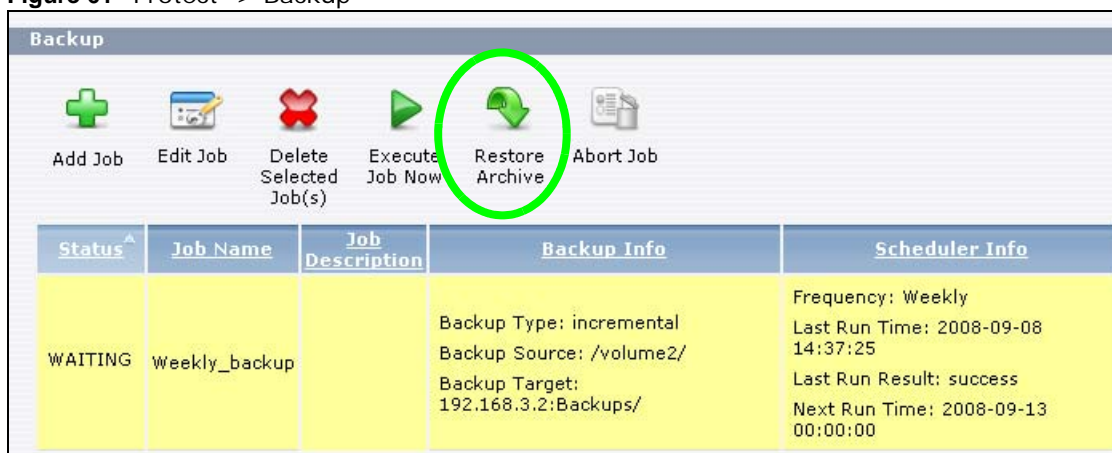 Backup
Add Job
Edit Job
Delete
Selected
Job(s)
Execute
Job Now
Restore
Archive
Abort Job
Status
Job Name
Job
Description
Backup Info
Scheduler Info
WAITING
Weekly_backup
Backup Type: incremental
Backup Source: /volume2/
Backup Target:
192.168.3.2:Backups/
Frequency: Weekly
Last Run Time: 2008-09-08
14:37:25
Last Run Result: success
Next Run Time: 2008-09-13
00:00:00